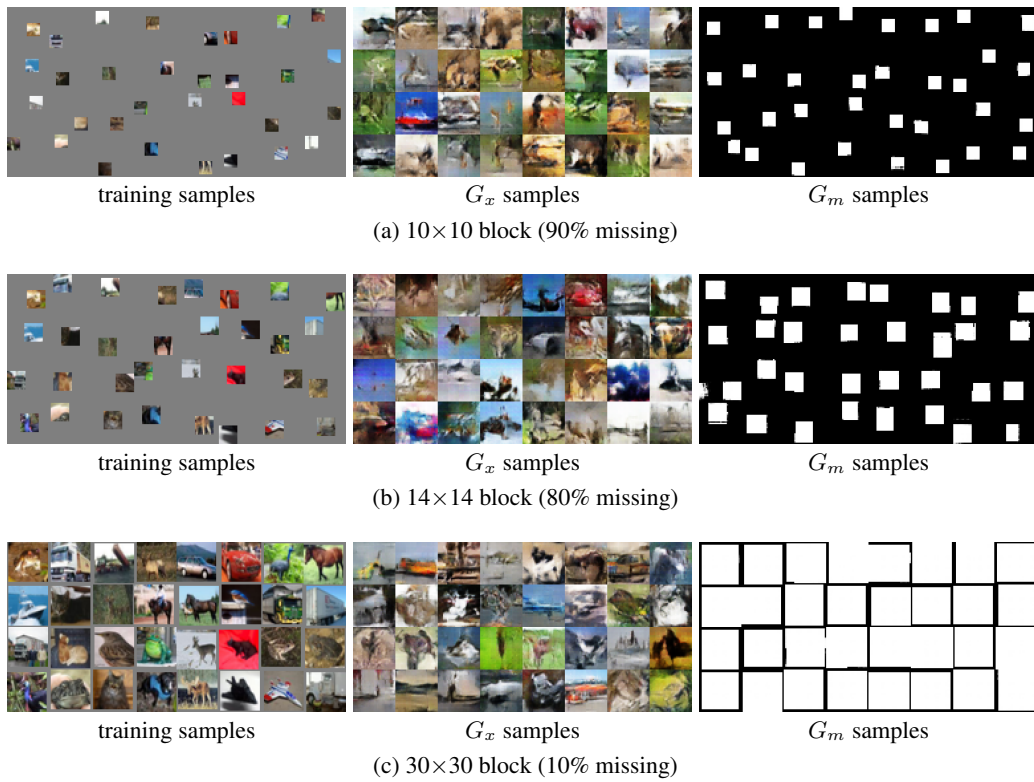 training samples
G_x samples
G_m samples
(a) 10×10 block (90% missing)
training samples
G_x samples
G_m samples
(b) 14×14 block (80% missing)
training samples
G_x samples
G_m samples
(c) 30×30 block (10% missing)